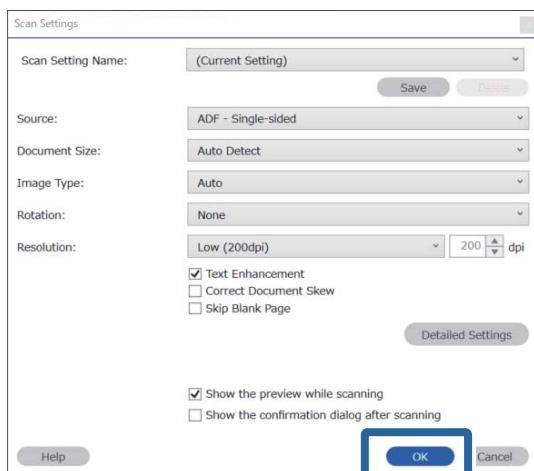 Scan Settings
Scan Setting Name: (Current Setting)
Save Delete
Source: ADF - Single-sided
Document Size: Auto Detect
Image Type: Auto
Rotation: None
Resolution: Low (200dpi) 200 dpi
Text Enhancement
Correct Document Skew
Skip Blank Page
Detailed Settings
Show the preview while scanning
Show the confirmation dialog after scanning
Help OK Cancel